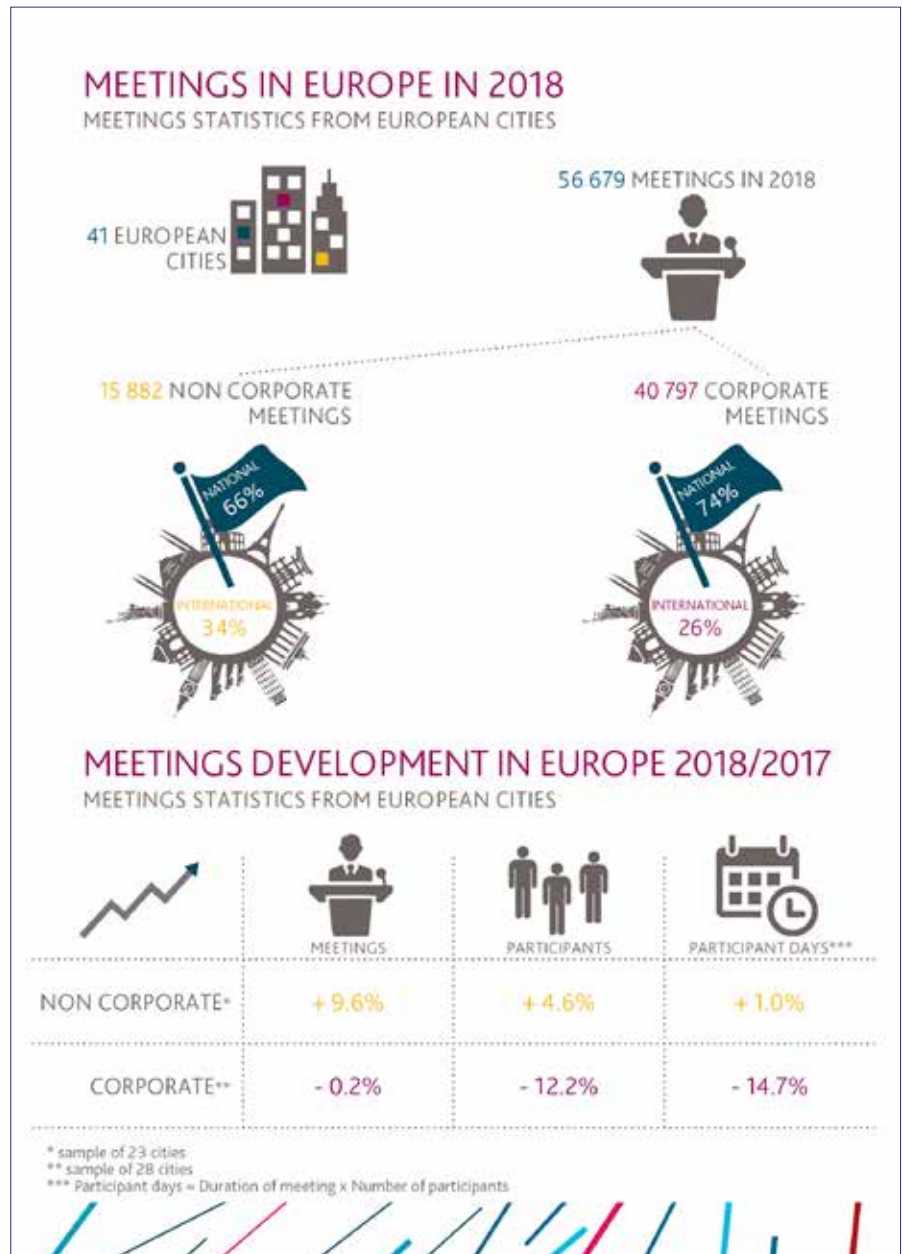 MEETINGS IN EUROPE IN 2018
MEETINGS STATISTICS FROM EUROPEAN CITIES
56 679 MEETINGS IN 2018
41 EUROPEAN
CITIES
15 882 NON CORPORATE
MEETINGS
40 797 CORPORATE
MEETINGS
NATIONAL
66%
INTERNATIONAL
34%
NATIONAL
74%
INTERNATIONAL
26%
MEETINGS DEVELOPMENT IN EUROPE 2018/2017
MEETINGS STATISTICS FROM EUROPEAN CITIES
MEETINGS
PARTICIPANTS
PARTICIPANT DAYS***
NON CORPORATE* + 9.6% + 4.6% + 1.0%
CORPORATE** - 0.2% - 12.2% - 14.7%
* sample of 23 cities
** sample of 28 cities
*** Participant days = Duration of meeting x Number of participants